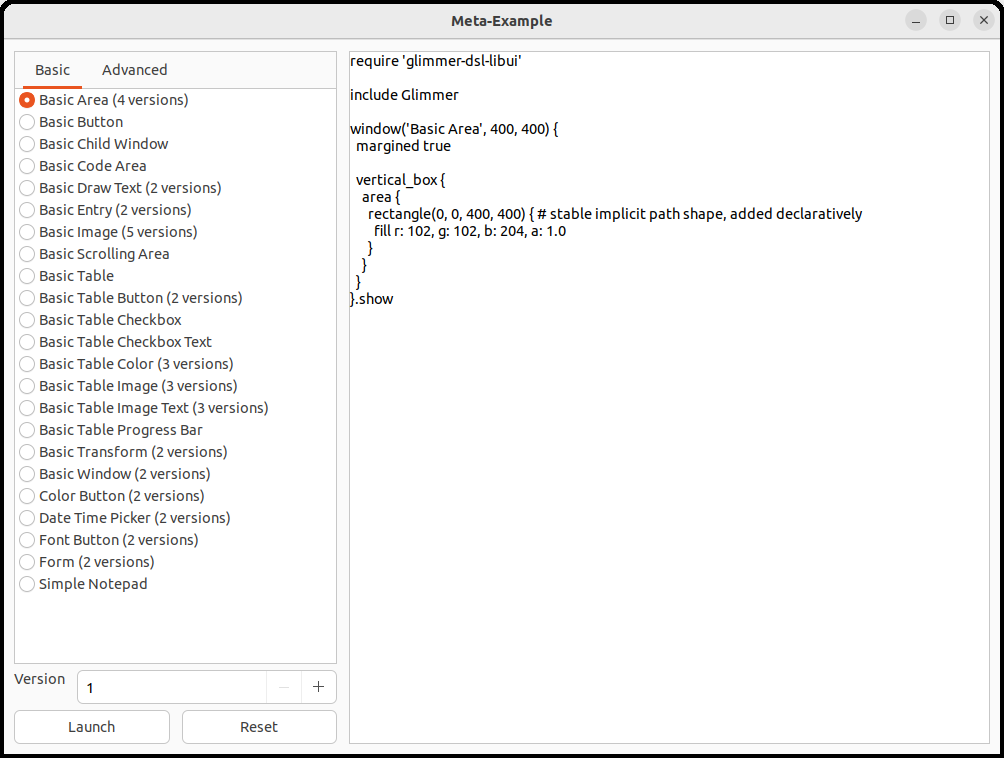 Meta-Example
Basic Advanced
Basic Area (4 versions)
Basic Button
Basic Child Window
Basic Code Area
Basic Draw Text (2 versions)
Basic Entry (2 versions)
Basic Image (5 versions)
Basic Scrolling Area
Basic Table
Basic Table Button (2 versions)
Basic Table Checkbox
Basic Table Checkbox Text
Basic Table Color (3 versions)
Basic Table Image (3 versions)
Basic Table Image Text (3 versions)
Basic Table Progress Bar
Basic Transform (2 versions)
Basic Window (2 versions)
Color Button (2 versions)
Date Time Picker (2 versions)
Font Button (2 versions)
Form (2 versions)
Simple Notepad
Version 1
Launch Reset
require 'glimmer-dsl-libui'
include Glimmer
window('Basic Area', 400, 400) {
  margined true
  vertical_box {
    area {
      rectangle(0, 0, 400, 400) { # stable implicit path shape, added declaratively
        fill r: 102, g: 102, b: 204, a: 1.0
      }
    }
  }
}.show